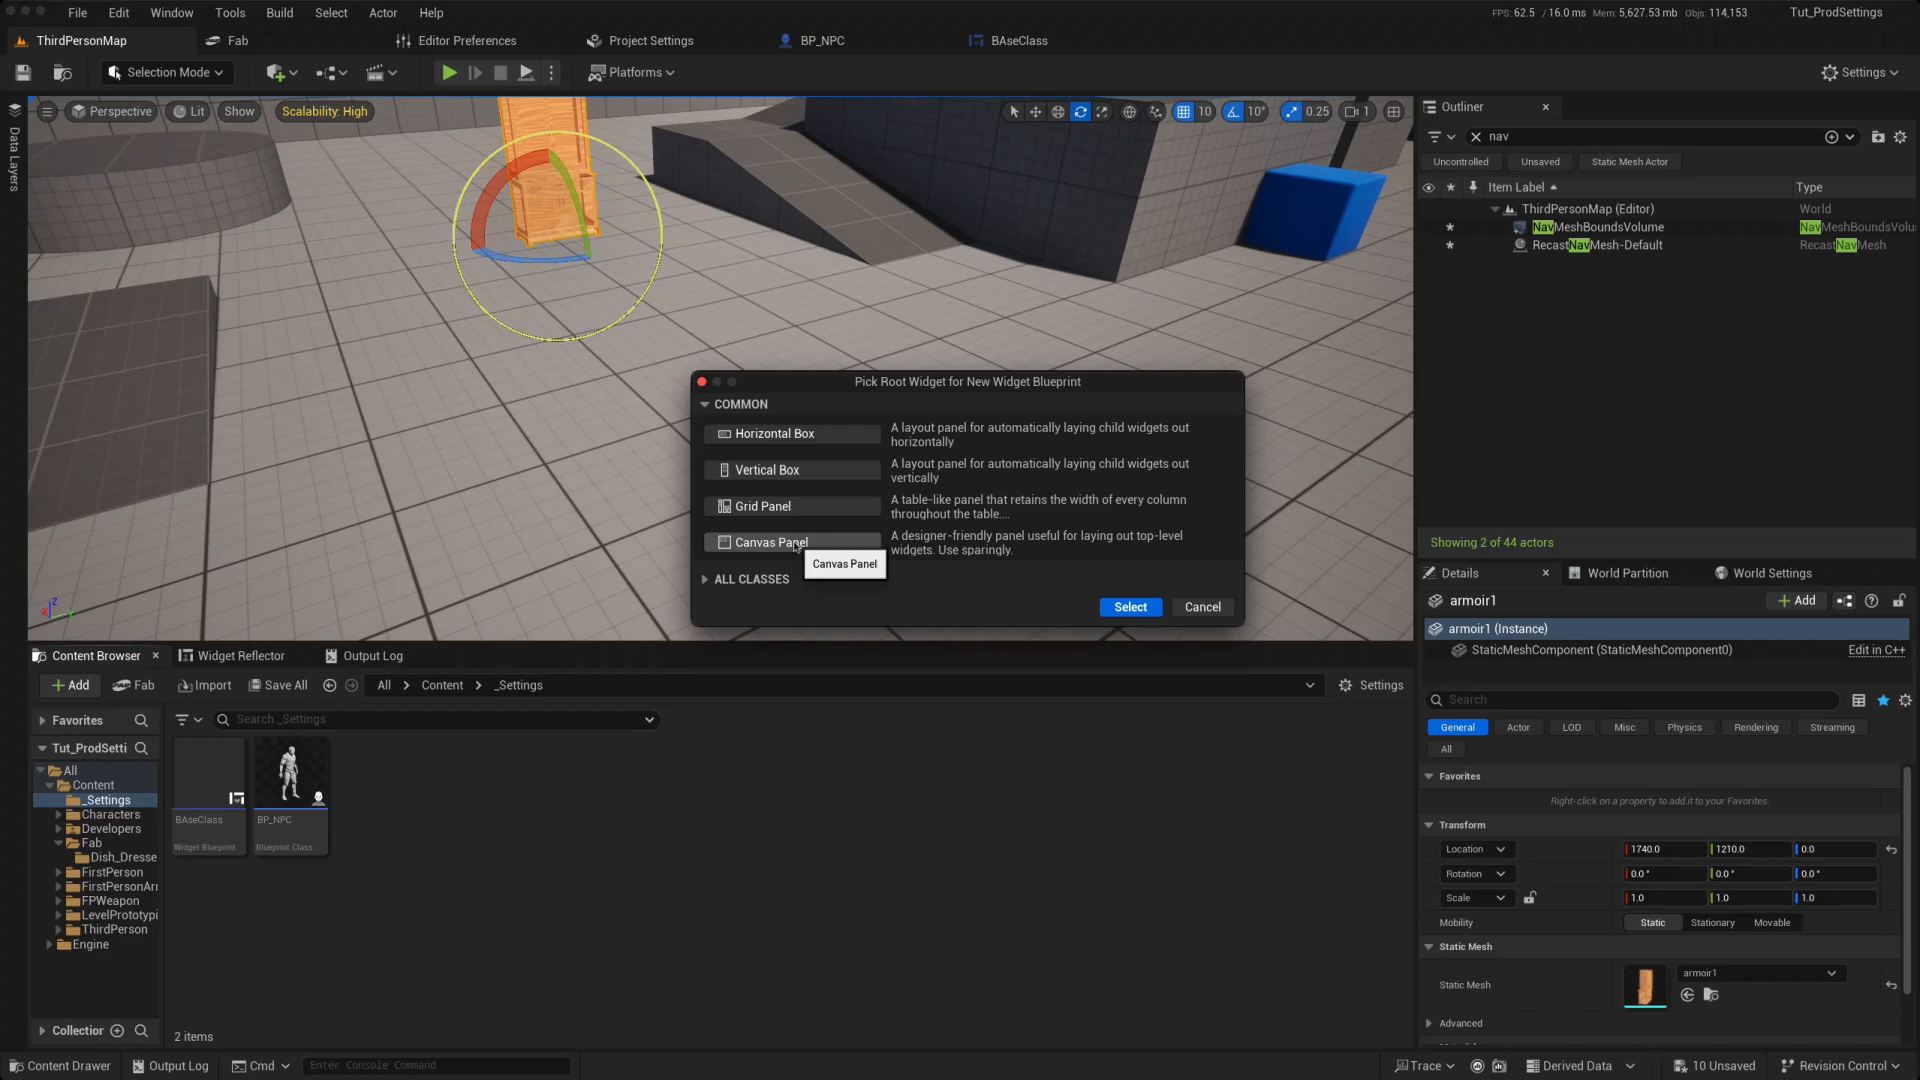 File Edit Window Tools Build Select Actor Help
FPS: 62.5 / 16.0 ms Mem: 5,627.53 mb Objs: 114,153 Tut_ProdSettings
ThirdPersonMap Fab Editor Preferences Project Settings BP_NPC BAseClass
Selection Mode Platforms Settings
Data Layers
Perspective Lit Show Scalability: High 10 10° 0.25 1
Outliner
nav
Uncontrolled Unsaved Static Mesh Actor
Item Label Type
ThirdPersonMap (Editor) World
NavMeshBoundsVolume NavMeshBoundsVolu
RecastNavMesh-Default RecastNavMesh
Showing 2 of 44 actors
Pick Root Widget for New Widget Blueprint
COMMON
Horizontal Box A layout panel for automatically laying child widgets out
horizontally
Vertical Box A layout panel for automatically laying child widgets out
vertically
Grid Panel A table-like panel that retains the width of every column
throughout the table....
Canvas Panel A designer-friendly panel useful for laying out top-level
widgets. Use sparingly.
Canvas Panel
ALL CLASSES
Select Cancel
Details World Partition World Settings
armoir1 Add
armoir1 (Instance)
StaticMeshComponent (StaticMeshComponent0) Edit in C++
Search
General Actor LOD Misc Physics Rendering Streaming
All
Favorites
Right-click on a property to add it to your Favorites.
Transform
Location 1740.0 1210.0 0.0
Rotation 0.0 ° 0.0 ° 0.0 °
Scale 1.0 1.0 1.0
Mobility Static Stationary Movable
Static Mesh
Static Mesh armoir1
Advanced
Content Browser Widget Reflector Output Log
Add Fab Import Save All All Content _Settings Settings
Favorites
Search _Settings
Tut_ProdSetti
All
Content
_Settings
Characters
Developers
Fab
Dish_Dresse
FirstPerson
FirstPersonArı
FPWeapon
LevelPrototypi
ThirdPerson
Engine
BAseClass
Widget Blueprint
BP_NPC
Blueprint Class
Collection
2 items
Content Drawer Output Log Cmd Enter Console Command
Trace Derived Data 10 Unsaved Revision Control